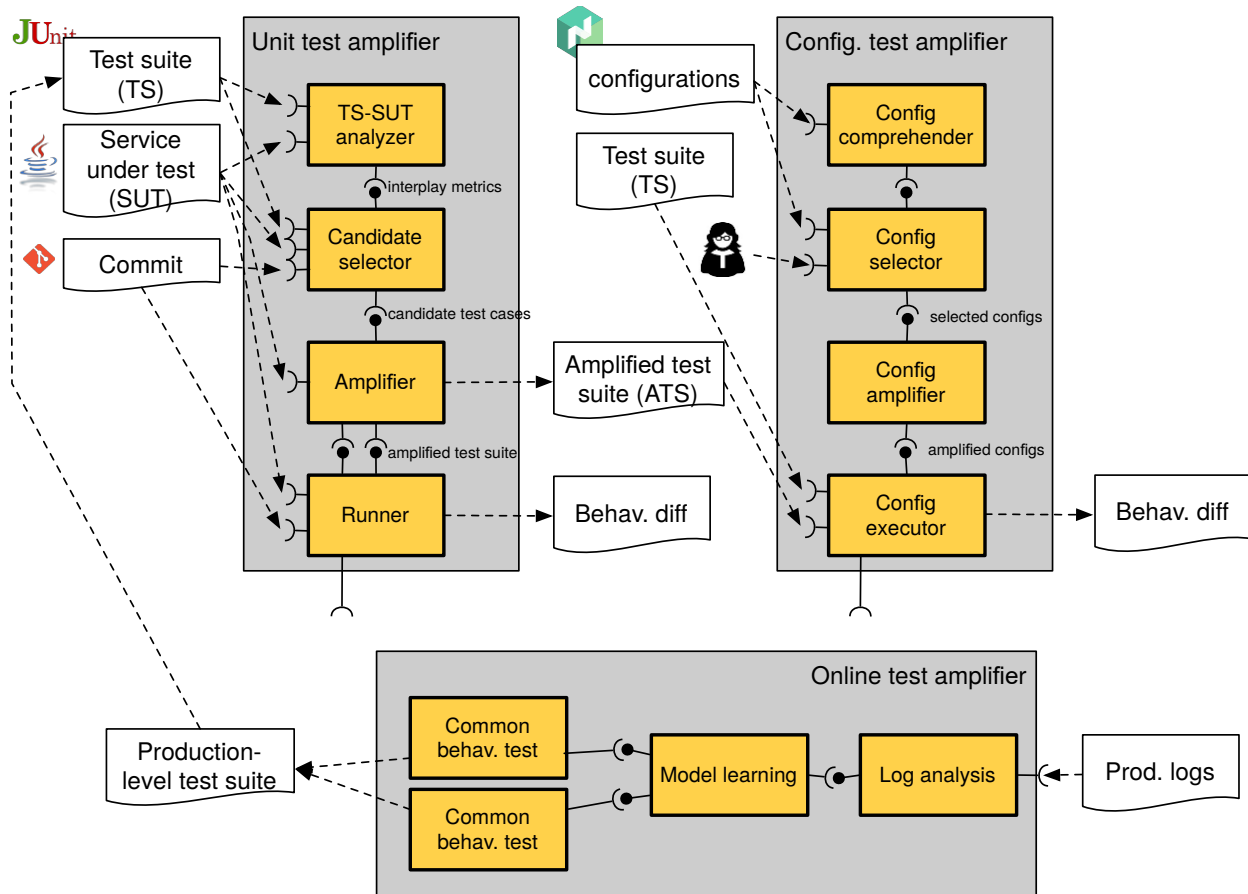 JUnit
Unit test amplifier
Config. test amplifier
Test suite
(TS)
configurations
TS-SUT
analyzer
Config
comprehender
Service
under test
(SUT)
Test suite
(TS)
interplay metrics
Candidate
selector
Config
selector
Commit
candidate test cases
selected configs
Amplifier
Amplified test
suite (ATS)
Config
amplifier
amplified test suite
amplified configs
Runner
Behav. diff
Config
executor
Behav. diff
Online test amplifier
Common
behav. test
Production-
level test suite
Model learning
Log analysis
Prod. logs
Common
behav. test